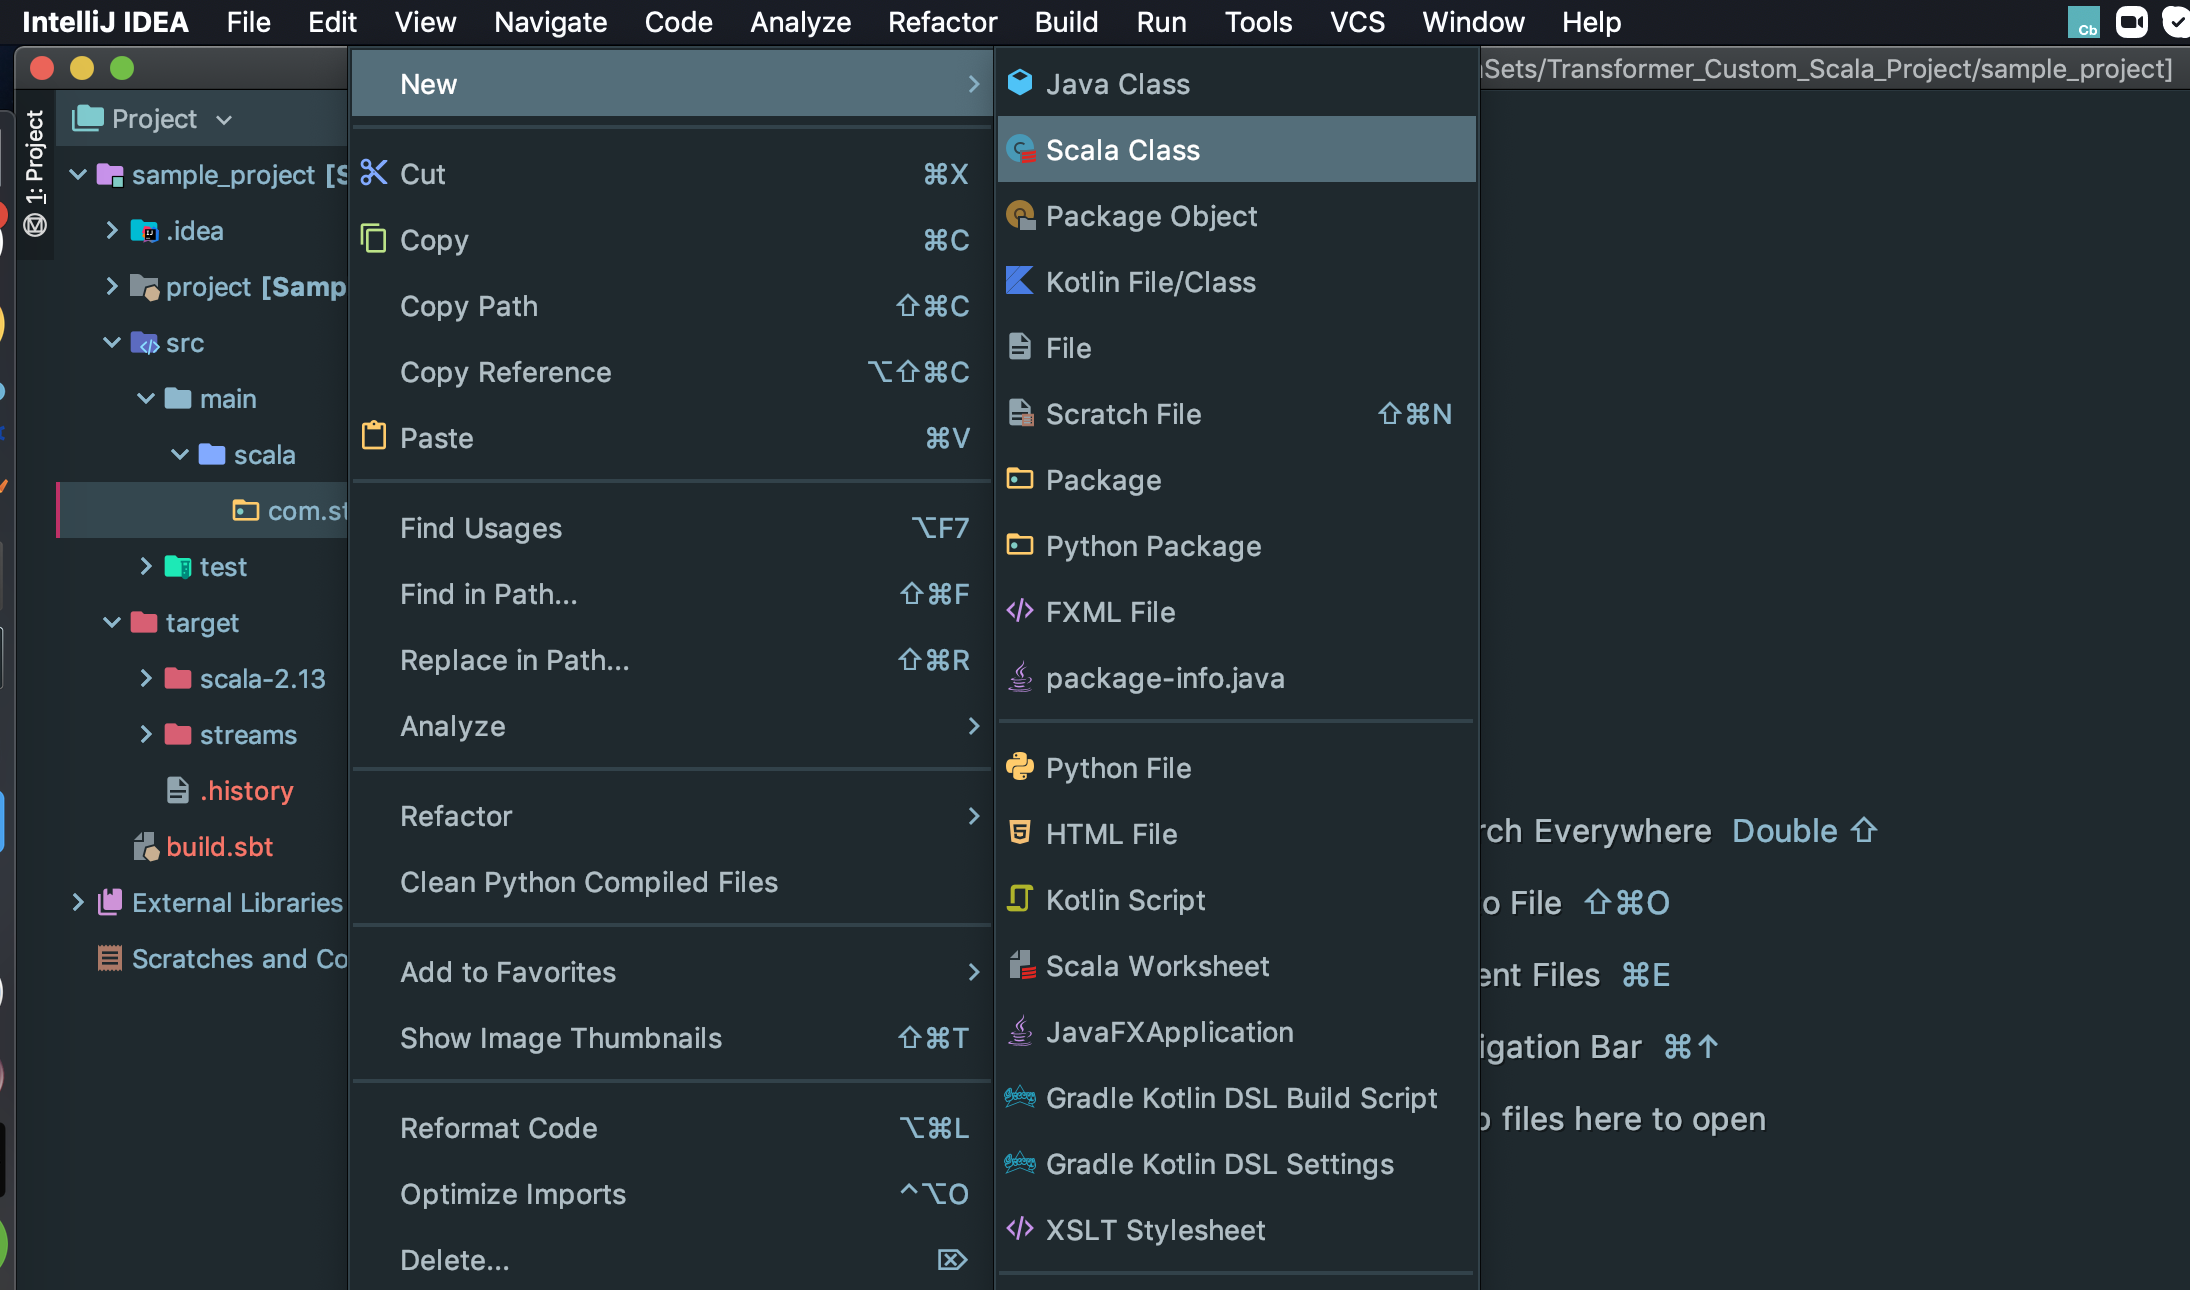 IntelliJ IDEA File Edit View Navigate Code Analyze Refactor Build Run Tools VCS Window Help
Cb
Sets/Transformer_Custom_Scala_Project/sample_project]
1: Project
Project
sample_project [S
.idea
project [Samp
src
main
scala
com.st
test
target
scala-2.13
streams
.history
build.sbt
External Libraries
Scratches and Co
New
Cut ⌘X
Copy ⌘C
Copy Path ⇧⌘C
Copy Reference ⌥⇧⌘C
Paste ⌘V
Find Usages ⌥F7
Find in Path... ⇧⌘F
Replace in Path... ⇧⌘R
Analyze
Refactor
Clean Python Compiled Files
Add to Favorites
Show Image Thumbnails ⇧⌘T
Reformat Code ⌥⌘L
Optimize Imports ^⌥O
Delete... ⌦
Java Class
Scala Class
Package Object
Kotlin File/Class
File
Scratch File ⇧⌘N
Package
Python Package
FXML File
package-info.java
Python File
HTML File
Kotlin Script
Scala Worksheet
JavaFXApplication
Gradle Kotlin DSL Build Script
Gradle Kotlin DSL Settings
XSLT Stylesheet
rch Everywhere Double ⇧
o File ⇧⌘O
ent Files ⌘E
igation Bar ⌘↑
files here to open